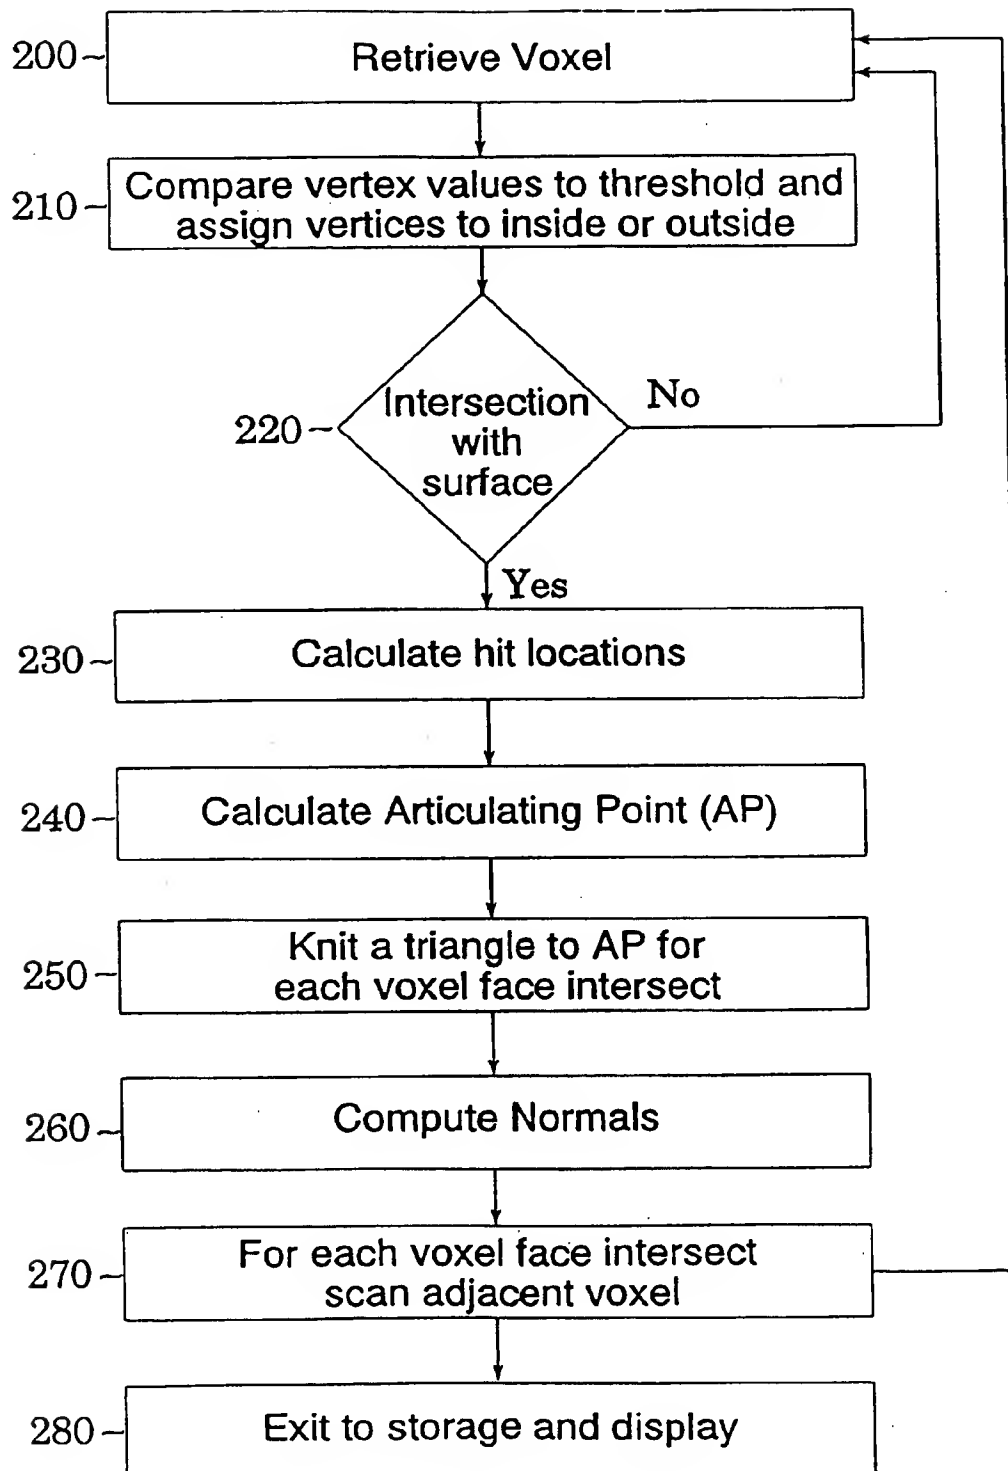 200
Retrieve Voxel
210
Compare vertex values to threshold and
assign vertices to inside or outside
220
Intersection
with
surface
No
Yes
230
Calculate hit locations
240
Calculate Articulating Point (AP)
250
Knit a triangle to AP for
each voxel face intersect
260
Compute Normals
270
For each voxel face intersect
scan adjacent voxel
280
Exit to storage and display